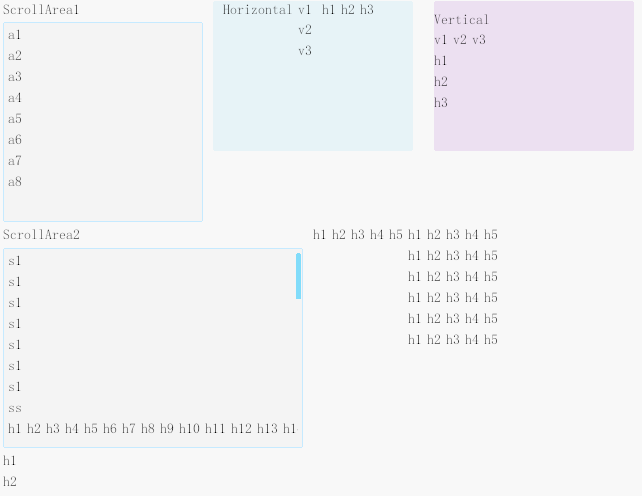 ScrollArea1
a1
a2
a3
a4
a5
a6
a7
a8
Horizontal v1 h1 h2 h3
v2
v3
Vertical
v1 v2 v3
h1
h2
h3
ScrollArea2
s1
s1
s1
s1
s1
s1
s1
ss
h1 h2 h3 h4 h5 h6 h7 h8 h9 h10 h11 h12 h13 h1
h1 h2 h3 h4 h5 h1 h2 h3 h4 h5
h1 h2 h3 h4 h5
h1 h2 h3 h4 h5
h1 h2 h3 h4 h5
h1 h2 h3 h4 h5
h1 h2 h3 h4 h5
h1
h2